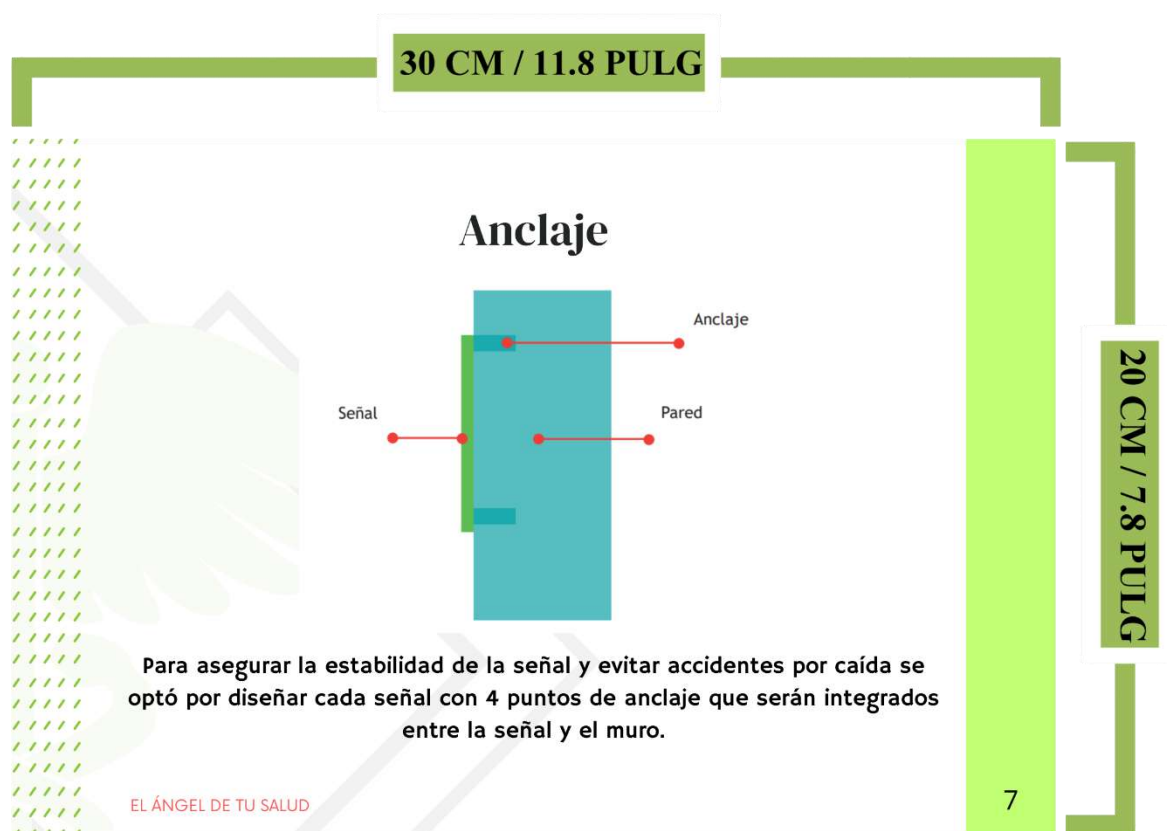 30 CM / 11.8 PULG
Anclaje
Anclaje
Señal
Pared
20 CM / 7.8 PULG
Para asegurar la estabilidad de la señal y evitar accidentes por caída se
optó por diseñar cada señal con 4 puntos de anclaje que serán integrados
entre la señal y el muro.
EL ÁNGEL DE TU SALUD
7